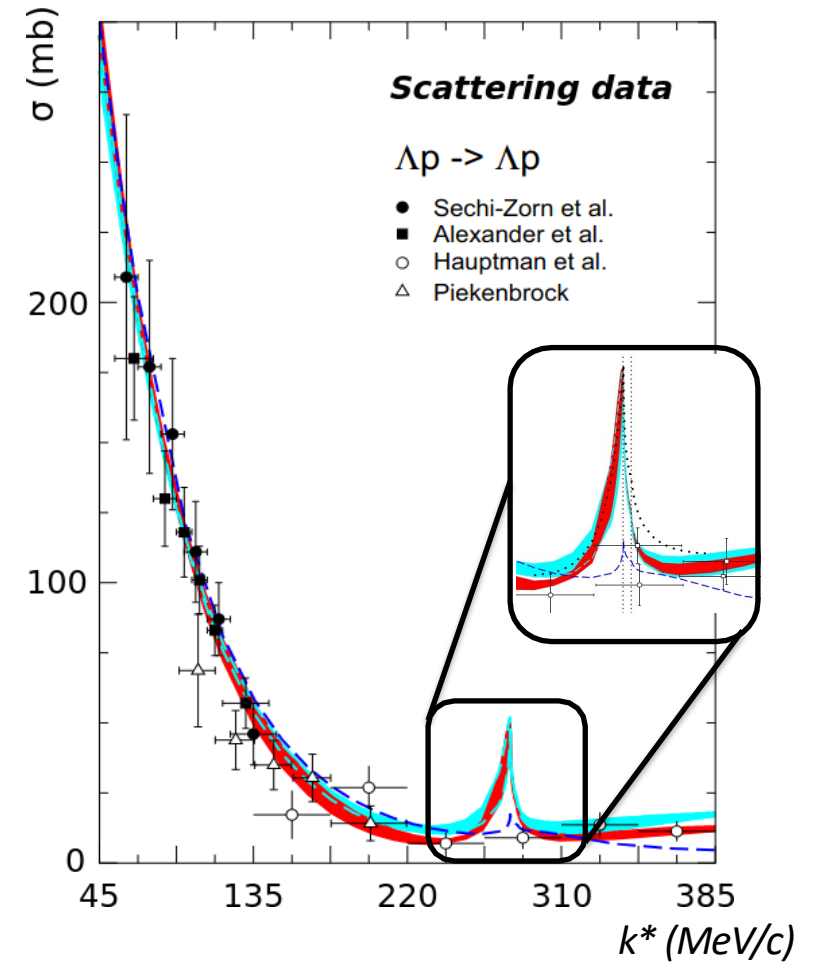 σ (mb)
Scattering data
Λp -> Λp
Sechi-Zorn et al.
Alexander et al.
Hauptman et al.
Piekenbrock
200
100
0
45 135 220 310 385
k* (MeV/c)